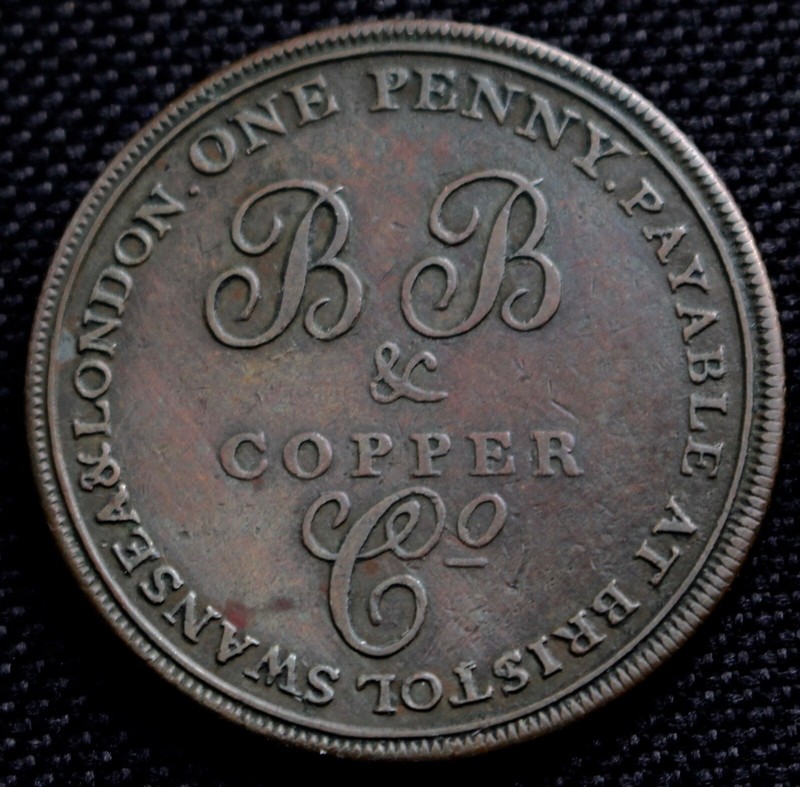 ONE PENNY. PAYABLE AT BRISTOL SWANSEA & LONDON.
B B
&
COPPER
Co